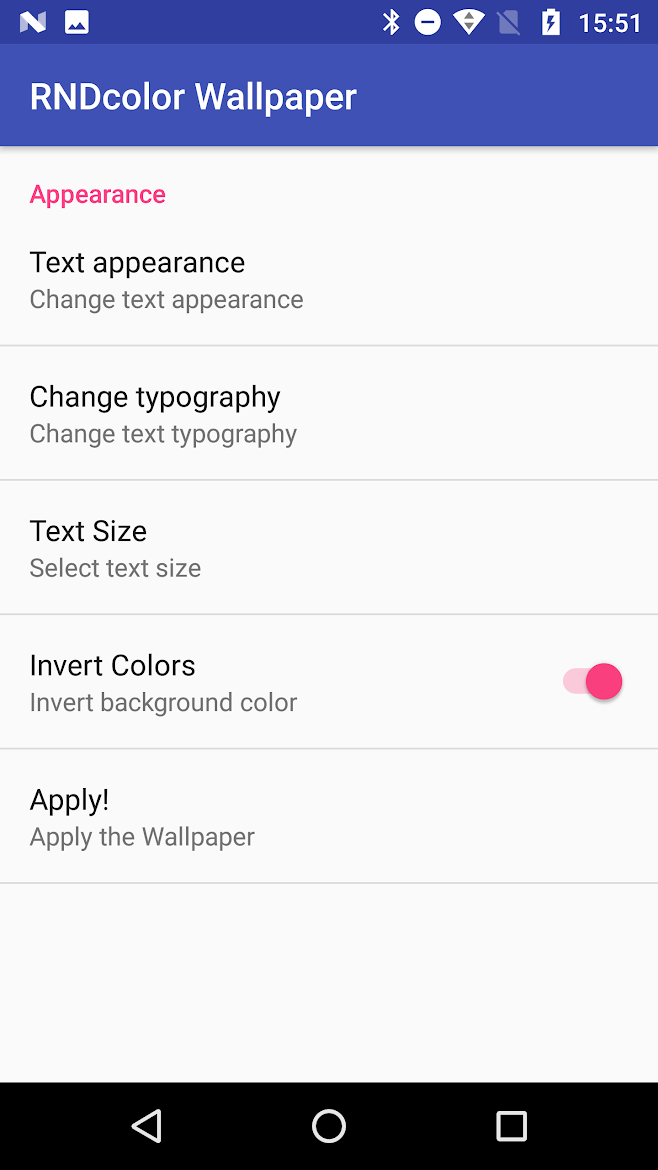 15:51
RNDcolor Wallpaper
Appearance
Text appearance
Change text appearance
Change typography
Change text typography
Text Size
Select text size
Invert Colors
Invert background color
Apply!
Apply the Wallpaper